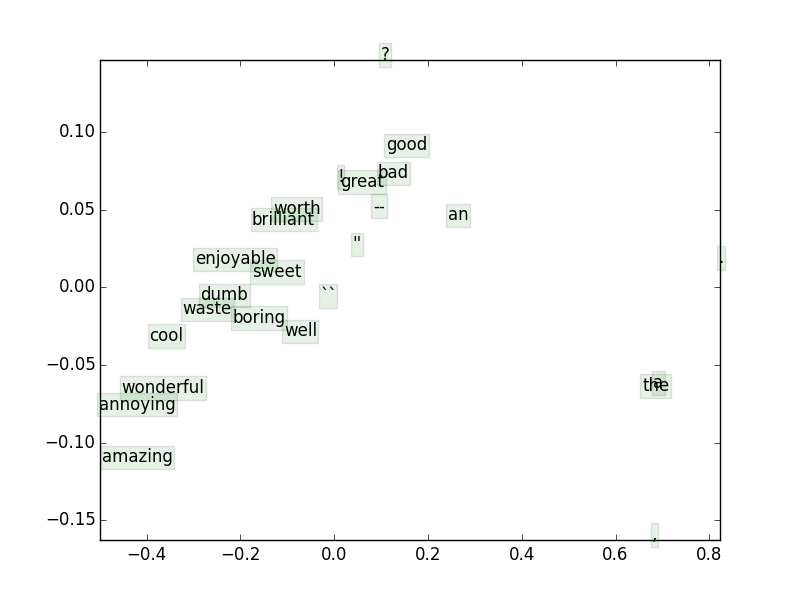 ?
0.10
good
bad
!
great
worth
--
0.05
brilliant
an
"
enjoyable
.
sweet
0.00
dumb
``
waste
boring
well
cool
−0.05
the
a
wonderful
annoying
−0.10
amazing
−0.15
,
−0.4 −0.2 0.0 0.2 0.4 0.6 0.8